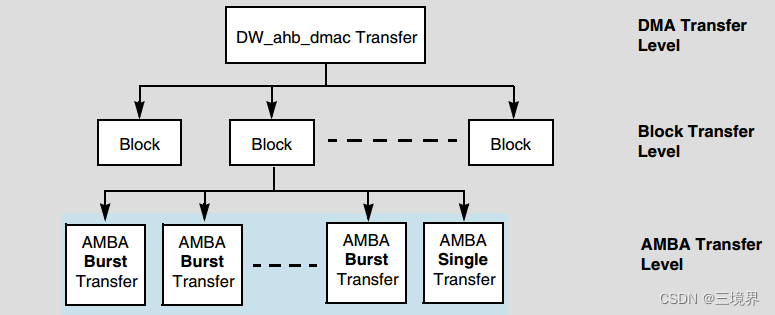 DW_ahb_dmac Transfer
DMA Transfer
Level
Block
Block
Block
Block Transfer
Level
AMBA
Burst
Transfer
AMBA
Burst
Transfer
AMBA
Burst
Transfer
AMBA
Single
Transfer
AMBA Transfer
Level
CSDN @三境界